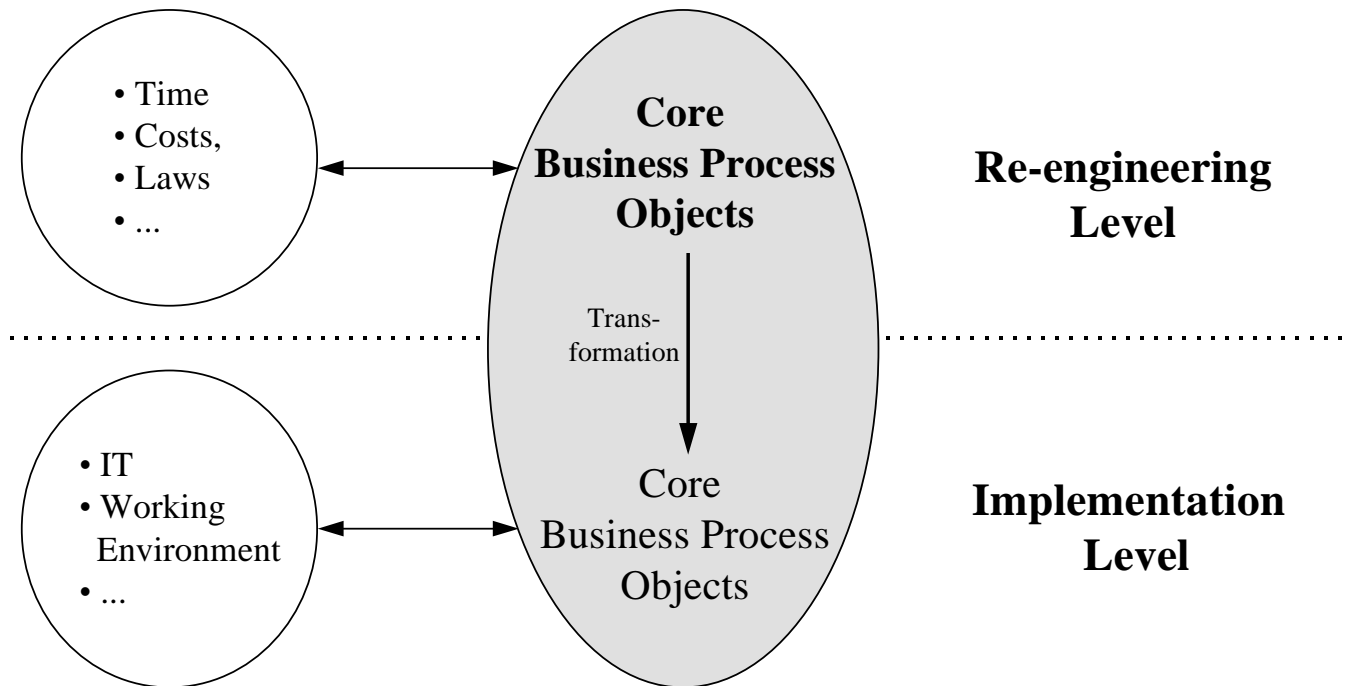 • Time
• Costs,
• Laws
• ...
Core
Business Process
Objects
Re-engineering
Level
Trans-
formation
• IT
• Working
Environment
• ...
Core
Business Process
Objects
Implementation
Level